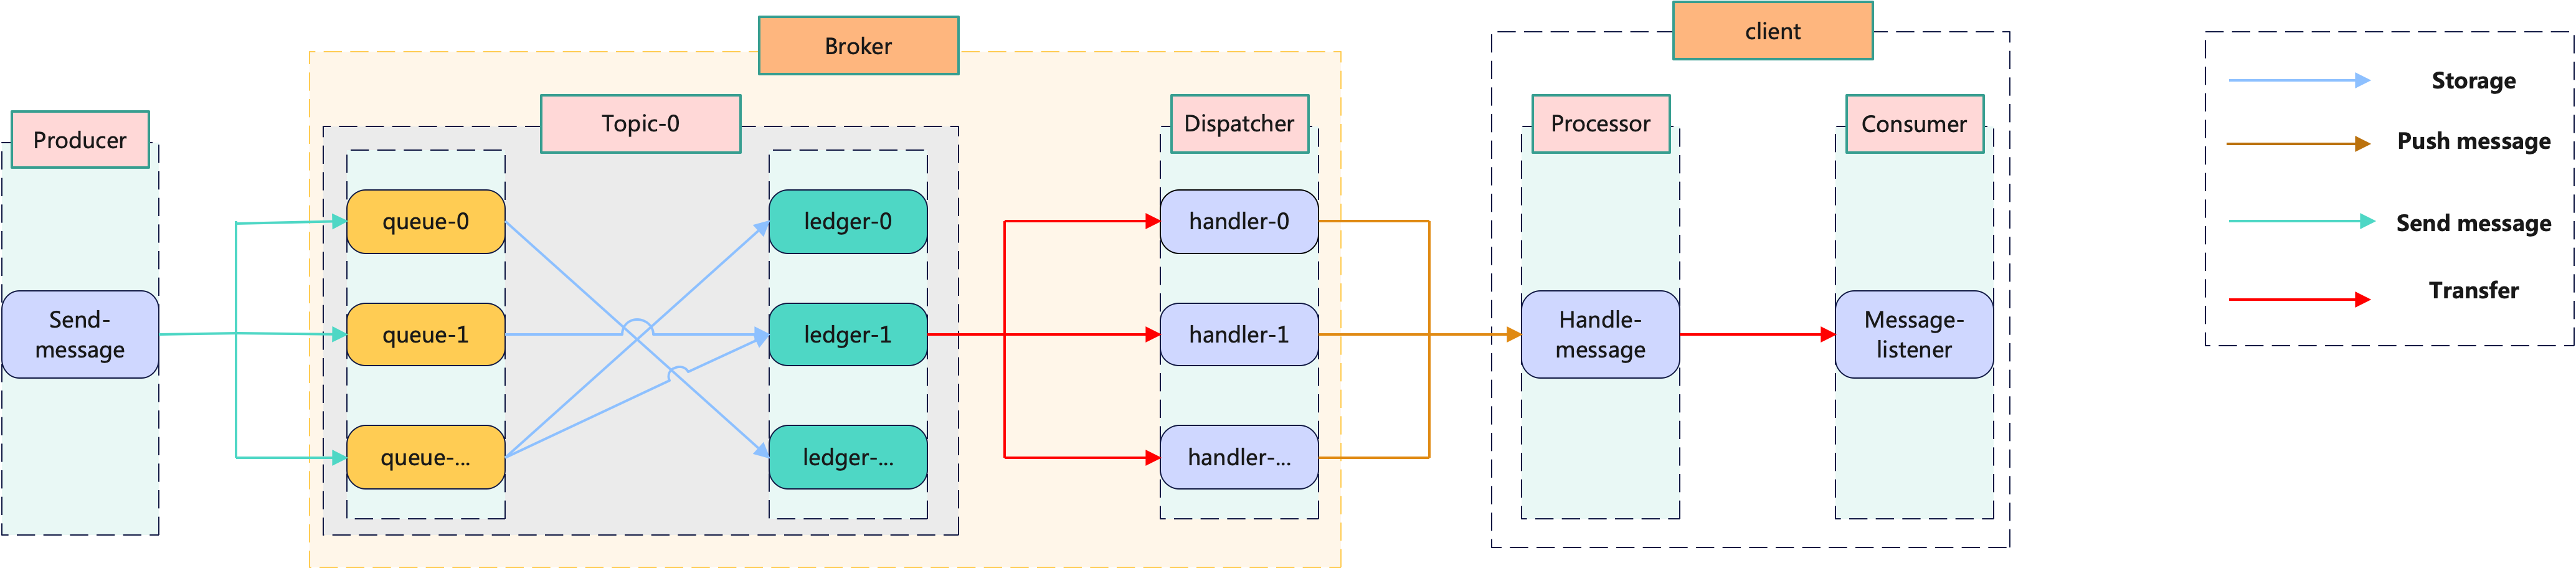 Broker
client
Producer
Topic-0
Dispatcher
Processor
Consumer
Storage
Push message
Send message
Transfer
Send-
message
queue-0
queue-1
queue-...
ledger-0
ledger-1
ledger-...
handler-0
handler-1
handler-...
Handle-
message
Message-
listener